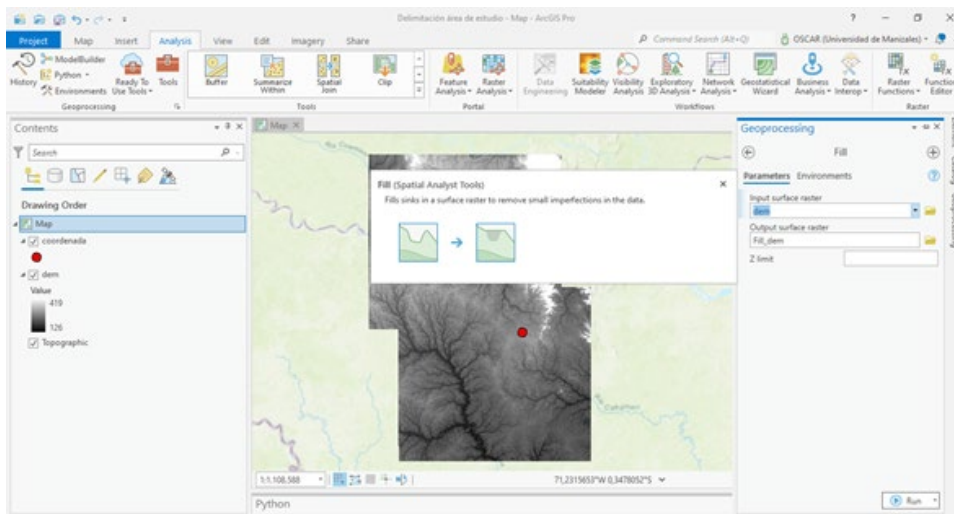 Delimitación área de estudio - Map - ArcGIS Pro
?
Project Map Insert Analysis View Edit Imagery Share
Command Search (Alt+Q)
OSCAR (Universidad de Manizales)
History
ModelBuilder
Python
Environments
Ready To Use Tools
Tools
Buffer
Summarize Within
Spatial Join
Clip
Feature Analysis
Raster Analysis
Data Engineering
Suitability Modeler
Visibility Analysis
Exploratory 3D Analysis
Network Analysis
Geostatistical Wizard
Business Analysis
Data Interop
Raster Functions
Function Editor
Geoprocessing
Tools
Portal
Workflows
Raster
Contents
Search
Drawing Order
Map
coordenada
dem
Value
419
126
Topographic
Map
Fill (Spatial Analyst Tools)
Fills sinks in a surface raster to remove small imperfections in the data.
1:1.108.588
71,2315653°W 0,3478052°S
Python
Geoprocessing
Fill
Parameters Environments
Input surface raster
dem
Output surface raster
Fill_dem
Z limit
Run